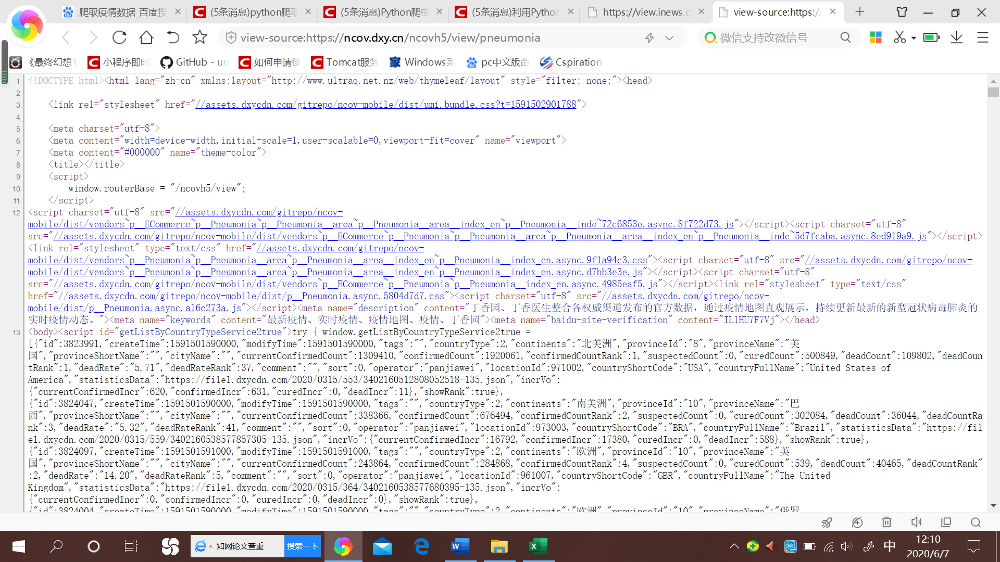 爬取疫情数据_百度搜
(5条消息)python爬取
(5条消息)Python爬虫
(5条消息)利用Python
https://view.inews.q
view-source:https:/
view-source:https://ncov.dxy.cn/ncovh5/view/pneumonia
微信支持改微信号
《最终幻想1
小程序即时
GitHub - un
如何申请微
Tomcat服务
Windows系
pc中文版命
Cspiration
1 <!DOCTYPE html><html lang="zh-cn" xmlns:layout="http://www.ultraq.net.nz/web/thymeleaf/layout" style="filter: none;"><head>
2
3 <link rel="stylesheet" href="//assets.dxycdn.com/gitrepo/ncov-mobile/dist/umi.bundle.css?t=1591502901788">
4
5 <meta charset="utf-8">
6 <meta content="width=device-width,initial-scale=1,user-scalable=0,viewport-fit=cover" name="viewport">
7 <meta content="#000000" name="theme-color">
8 <title></title>
9 <script>
10 window.routerBase = "/ncovh5/view";
11 </script>
12 <script charset="utf-8" src="//assets.dxycdn.com/gitrepo/ncov-
mobile/dist/vendors~p__ECommerce~p__Pneumonia~p__Pneumonia__area~p__Pneumonia__area__index_en~p__Pneumonia__inde~72c6853e.async.8f722d73.js"></script><script charset="utf-8"
src="//assets.dxycdn.com/gitrepo/ncov-mobile/dist/vendors~p__ECommerce~p__Pneumonia~p__Pneumonia__area~p__Pneumonia__area__index_en~p__Pneumonia__inde~5d7fcaba.async.8ed919a9.js"></script>
<link rel="stylesheet" type="text/css" href="//assets.dxycdn.com/gitrepo/ncov-
mobile/dist/vendors~p__Pneumonia~p__Pneumonia__area~p__Pneumonia__area__index_en~p__Pneumonia__index_en.async.9f1a94c3.css"><script charset="utf-8" src="//assets.dxycdn.com/gitrepo/ncov-
mobile/dist/vendors~p__Pneumonia~p__Pneumonia__area~p__Pneumonia__area__index_en~p__Pneumonia__index_en.async.d7bb3e3e.js"></script><script charset="utf-8"
src="//assets.dxycdn.com/gitrepo/ncov-mobile/dist/vendors~p__ECommerce~p__Pneumonia~p__Pneumonia__index_en.async.4985eaf5.js"></script><link rel="stylesheet" type="text/css"
href="//assets.dxycdn.com/gitrepo/ncov-mobile/dist/p__Pneumonia.async.5804d7d7.css"><script charset="utf-8" src="//assets.dxycdn.com/gitrepo/ncov-
mobile/dist/p__Pneumonia.async.a16c273a.js"></script><meta name="description" content="丁香园、丁香医生整合各权威渠道发布的官方数据，通过疫情地图直观展示，持续更新最新的新型冠状病毒肺炎的
实时疫情动态。"><meta name="keywords" content="最新疫情、实时疫情、疫情地图、疫情、丁香园"><meta name="baidu-site-verification" content="IL1HU7F7Vj"></head>
13 <body><script id="getListByCountryTypeService2true">try { window.getListByCountryTypeService2true =
[{"id":3823991,"createTime":1591501590000,"modifyTime":1591501590000,"tags":"","countryType":2,"continents":"北美洲","provinceId":"8","provinceName":"美
国","provinceShortName":"","cityName":"","currentConfirmedCount":1309410,"confirmedCount":1920061,"confirmedCountRank":1,"suspectedCount":0,"curedCount":500849,"deadCount":109802,"deadCou
ntRank":1,"deadRate":"5.71","deadRateRank":37,"comment":"","sort":0,"operator":"panjiawei","locationId":971002,"countryShortCode":"USA","countryFullName":"United States of
America","statisticsData":"https://file1.dxycdn.com/2020/0315/553/3402160512808052518-135.json","incrVo":
{"currentConfirmedIncr":620,"confirmedIncr":631,"curedIncr":0,"deadIncr":11},"showRank":true},
{"id":3824047,"createTime":1591501590000,"modifyTime":1591501590000,"tags":"","countryType":2,"continents":"南美洲","provinceId":"10","provinceName":"巴
西","provinceShortName":"","cityName":"","currentConfirmedCount":338366,"confirmedCount":676494,"confirmedCountRank":2,"suspectedCount":0,"curedCount":302084,"deadCount":36044,"deadCountRa
nk":3,"deadRate":"5.32","deadRateRank":41,"comment":"","sort":0,"operator":"panjiawei","locationId":973003,"countryShortCode":"BRA","countryFullName":"Brazil","statisticsData":"https://fil
e1.dxycdn.com/2020/0315/559/3402160538577857305-135.json","incrVo":{"currentConfirmedIncr":16792,"confirmedIncr":17380,"curedIncr":0,"deadIncr":588},"showRank":true},
{"id":3824097,"createTime":1591501591000,"modifyTime":1591501591000,"tags":"","countryType":2,"continents":"欧洲","provinceId":"10","provinceName":"英
国","provinceShortName":"","cityName":"","currentConfirmedCount":243864,"confirmedCount":284868,"confirmedCountRank":4,"suspectedCount":0,"curedCount":539,"deadCount":40465,"deadCountRank"
:2,"deadRate":"14.20","deadRateRank":5,"comment":"","sort":0,"operator":"panjiawei","locationId":961007,"countryShortCode":"GBR","countryFullName":"The United
Kingdom","statisticsData":"https://file1.dxycdn.com/2020/0315/364/3402160538577680395-135.json","incrVo":
{"currentConfirmedIncr":0,"confirmedIncr":0,"curedIncr":0,"deadIncr":0},"showRank":true},
{"id":3824004,"createTime":1591501590000,"modifyTime":1591501590000,"tags":"","countryType":2,"continents":"欧洲","provinceId":"10","provinceName":"俄罗
知网论文查重
搜索一下
中
12:10
2020/6/7